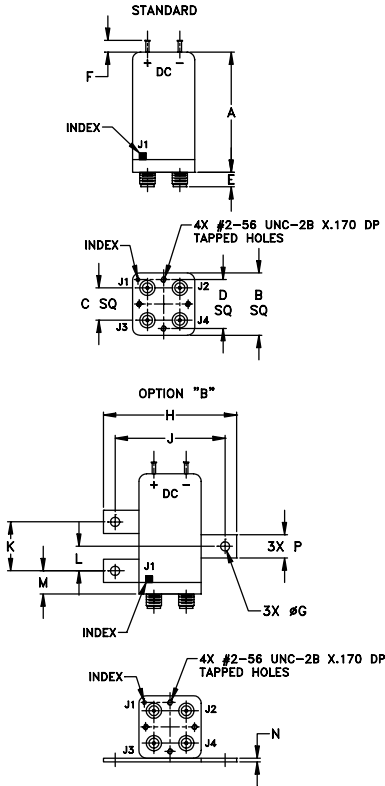 STANDARD
F
+ −
DC
A
INDEX
J1
E
4X #2-56 UNC-2B X.170 DP
TAPPED HOLES
INDEX
J1
J2
C SQ
D
SQ
B
SQ
J3
J4
OPTION "B"
H
J
+ −
DC
K
L
M
J1
3X P
3X øG
INDEX
4X #2-56 UNC-2B X.170 DP
TAPPED HOLES
INDEX
J1
J2
J3
J4
N